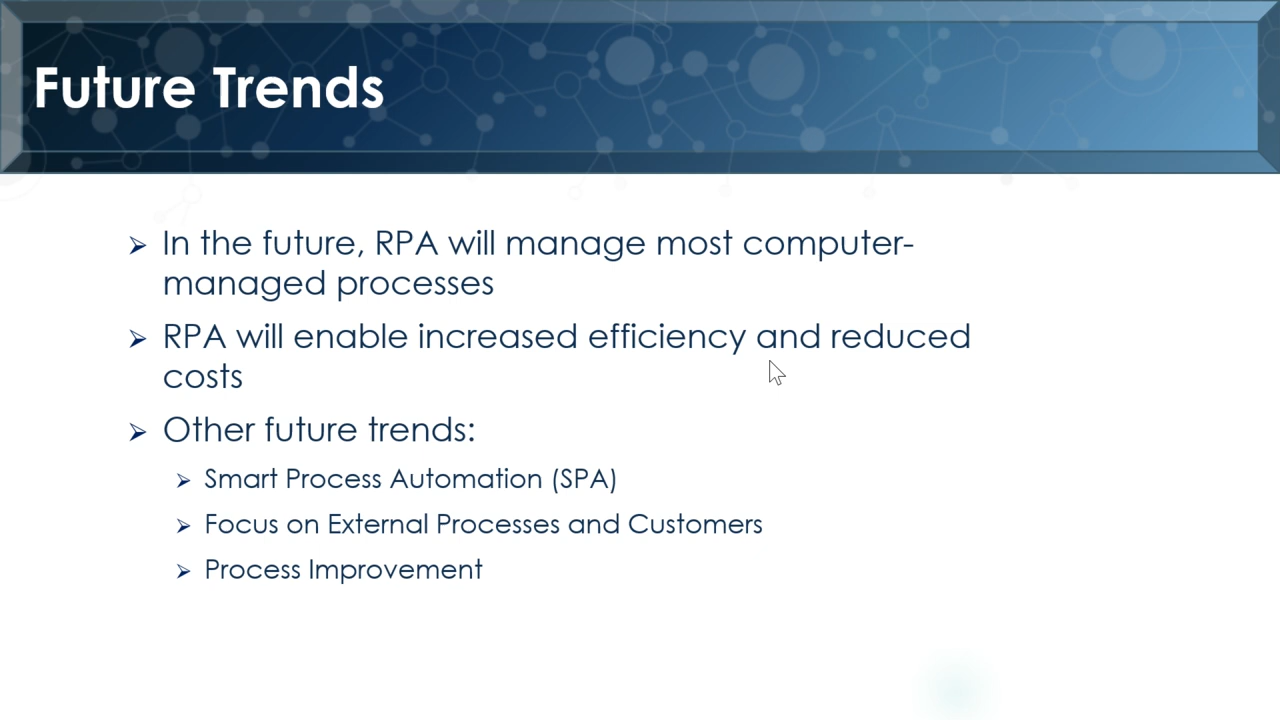 Future Trends
In the future, RPA will manage most computer-
managed processes
RPA will enable increased efficiency and reduced
costs
Other future trends:
Smart Process Automation (SPA)
Focus on External Processes and Customers
Process Improvement